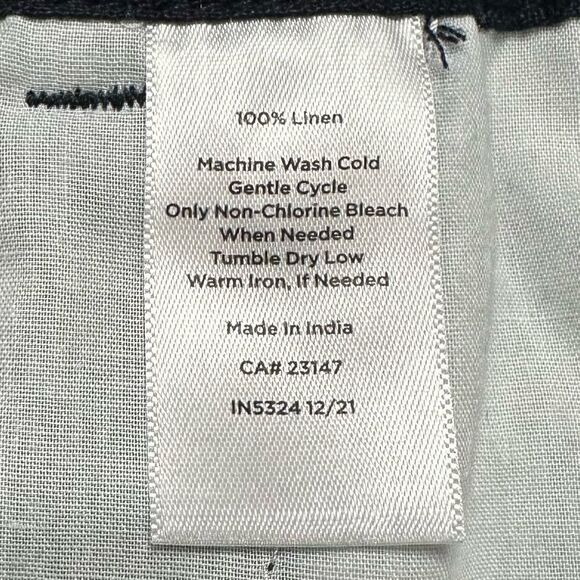 100% Linen
Machine Wash Cold
Gentle Cycle
Only Non-Chlorine Bleach
When Needed
Tumble Dry Low
Warm Iron, If Needed
Made In India
CA# 23147
IN5324 12/21